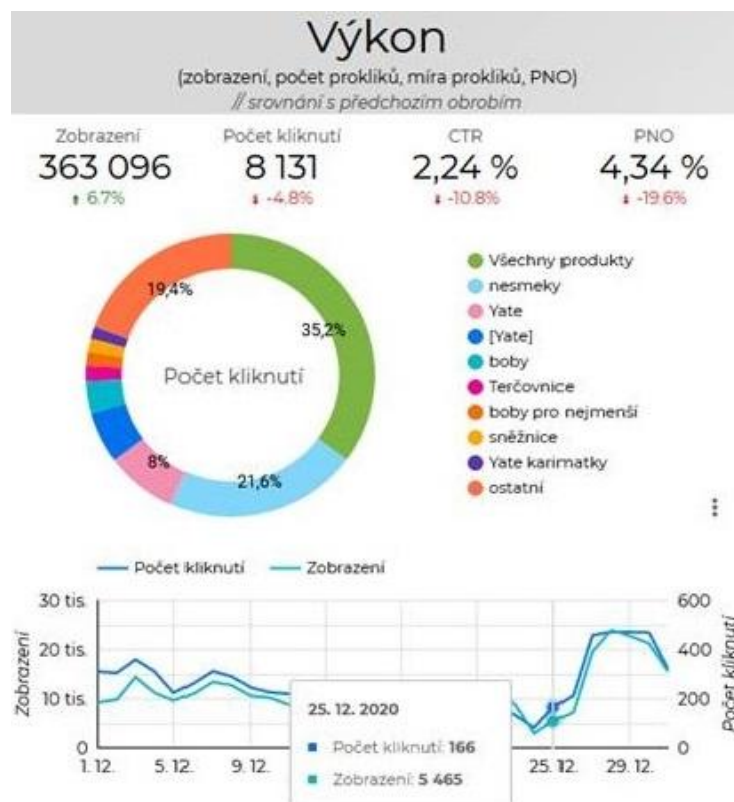 Výkon
(zobrazení, počet prokliků, míra prokliků, PNO)
// srovnání s předchozím obrobím
Zobrazení Počet kliknutí CTR PNO
363 096 8 131 2,24 % 4,34 %
6.7% -4.8% -10.8% -19.6%
19,4%
35,2%
Počet kliknutí
8%
21,6%
Všechny produkty
nesmeky
Yate
[Yate]
boby
Terčovnice
boby pro nejmenší
sněžnice
Yate karimatky
ostatní
Počet kliknutí Zobrazení
Zobrazení
30 tis.
20 tis.
10 tis.
0
600
400
200
0
Počet kliknutí
25. 12. 2020
Počet kliknutí: 166
Zobrazení: 5 465
1. 12. 5. 12. 9. 12. 25. 12. 29. 12.